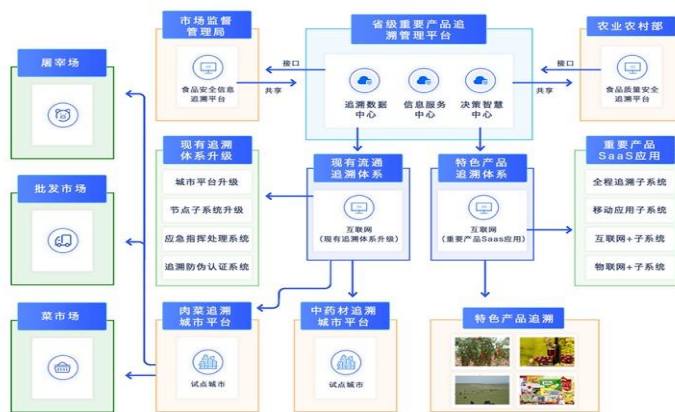 市场监督
管理局
食品安全信息
追溯平台
接口
共享
省级重要产品追
溯管理平台
追溯数据
中心
信息服务
中心
决策智慧
中心
接口
共享
农业农村部
食品质量安全
追溯平台
屠宰场
批发市场
菜市场
现有追溯
体系升级
城市平台升级
节点子系统升级
应急指挥处理系统
追溯防伪认证系统
现有流通
追溯体系
互联网
(现有追溯体系升级)
特色产品
追溯体系
互联网
(重要产品Saas应用)
重要产品
SaaS应用
全程追溯子系统
移动应用子系统
互联网+子系统
物联网+子系统
肉菜追溯
城市平台
试点城市
中药材追溯
城市平台
试点城市
特色产品追溯